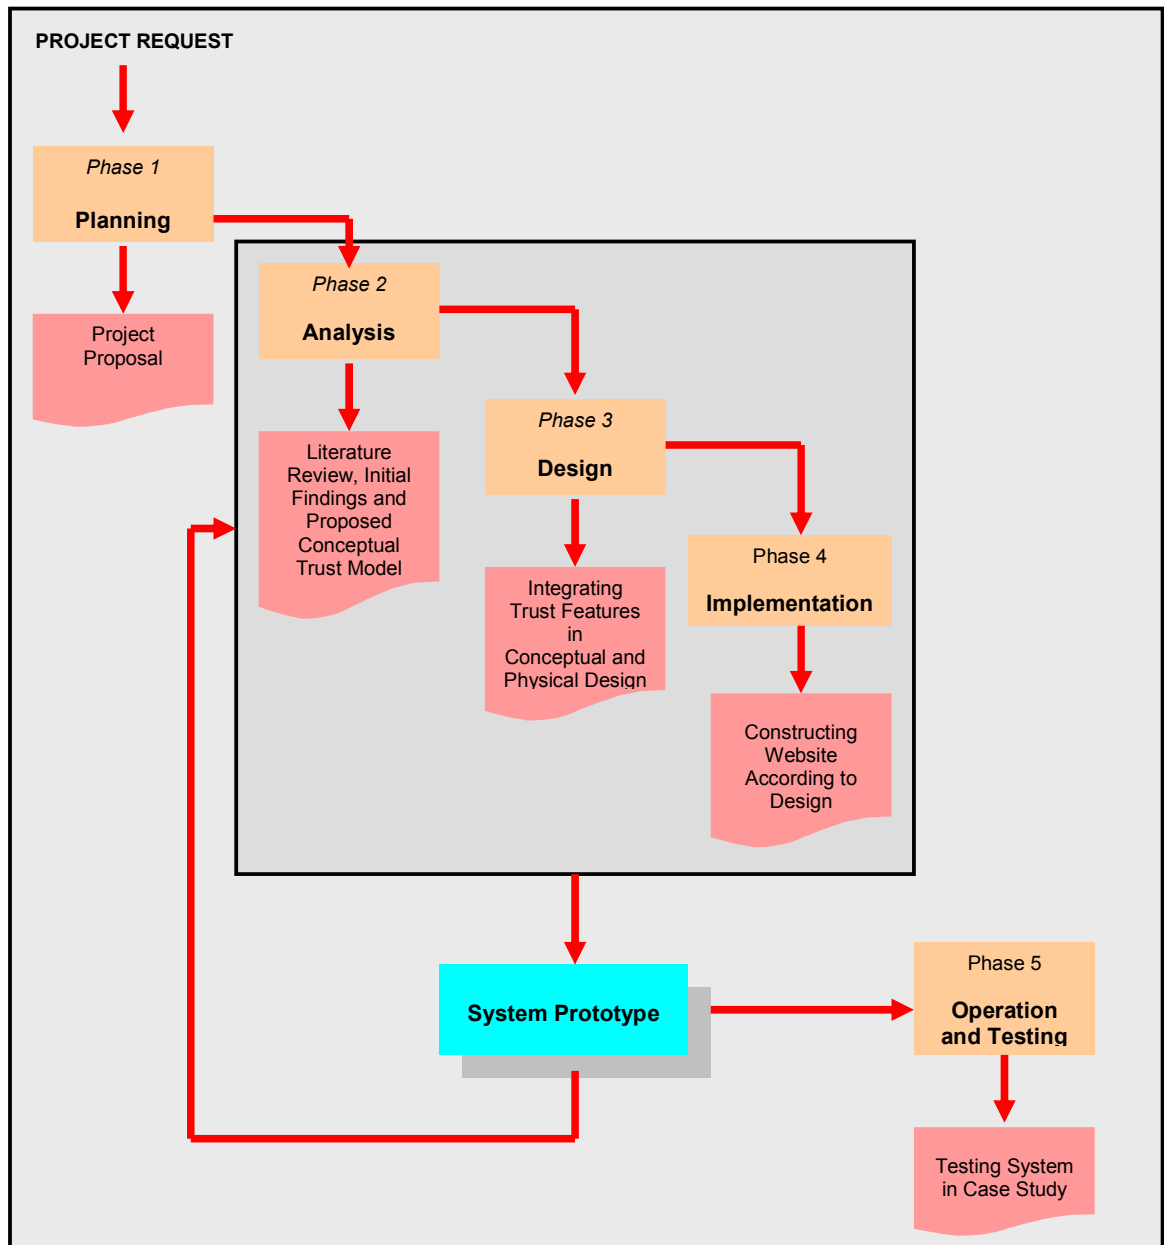 PROJECT REQUEST
Phase 1
Planning
Project
Proposal
Phase 2
Analysis
Literature
Review, Initial
Findings and
Proposed
Conceptual
Trust Model
Phase 3
Design
Integrating
Trust Features
in
Conceptual and
Physical Design
Phase 4
Implementation
Constructing
Website
According to
Design
System Prototype
Phase 5
Operation
and Testing
Testing System
in Case Study